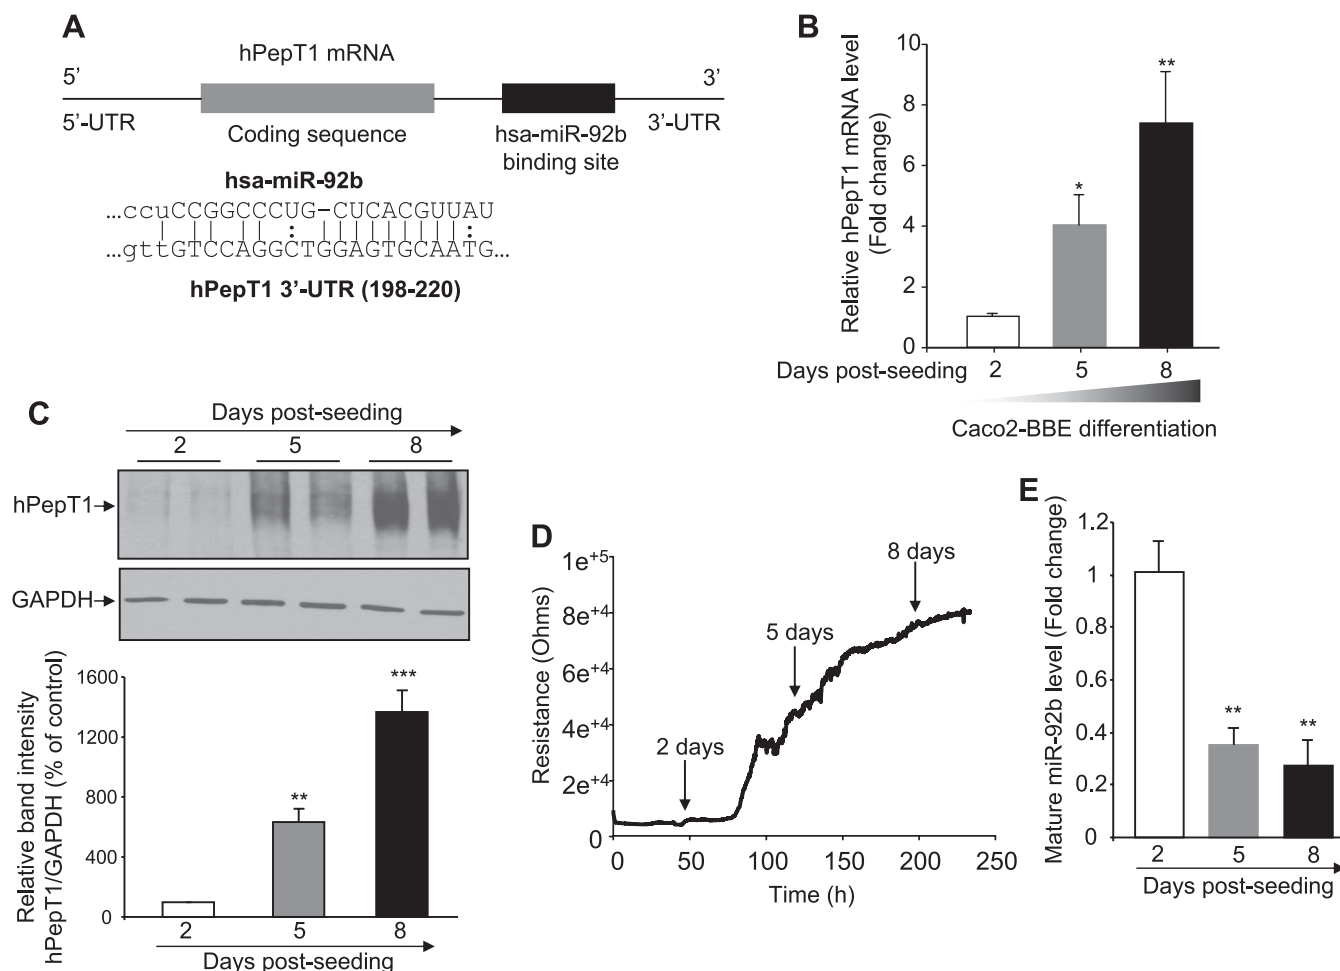 A
hPepT1 mRNA
5’ 3’
5’-UTR 3’-UTR
Coding sequence
hsa-miR-92b
binding site
hsa-miR-92b
...ccuCCGGCCCUG–CUCACGUUAU
...gttGTCCAGGCTGGAGTGCAATG...
hPepT1 3’-UTR (198-220)
B
Relative hPepT1 mRNA level
(Fold change)
10
8
6
4
2
0
*
**
Days post-seeding 2 5 8
Caco2-BBE differentiation
C
Days post-seeding
2 5 8
hPepT1
GAPDH
Relative band intensity
hPepT1/GAPDH (% of control)
1600
1200
800
400
0
**
***
2 5 8
Days post-seeding
D
Resistance (Ohms)
1e+5
8e+4
6e+4
4e+4
2e+4
0
2 days
5 days
8 days
0 50 100 150 200 250
Time (h)
E
Mature miR-92b level (Fold change)
1.2
1
0.8
0.6
0.4
0.2
0
**
**
2 5 8
Days post-seeding